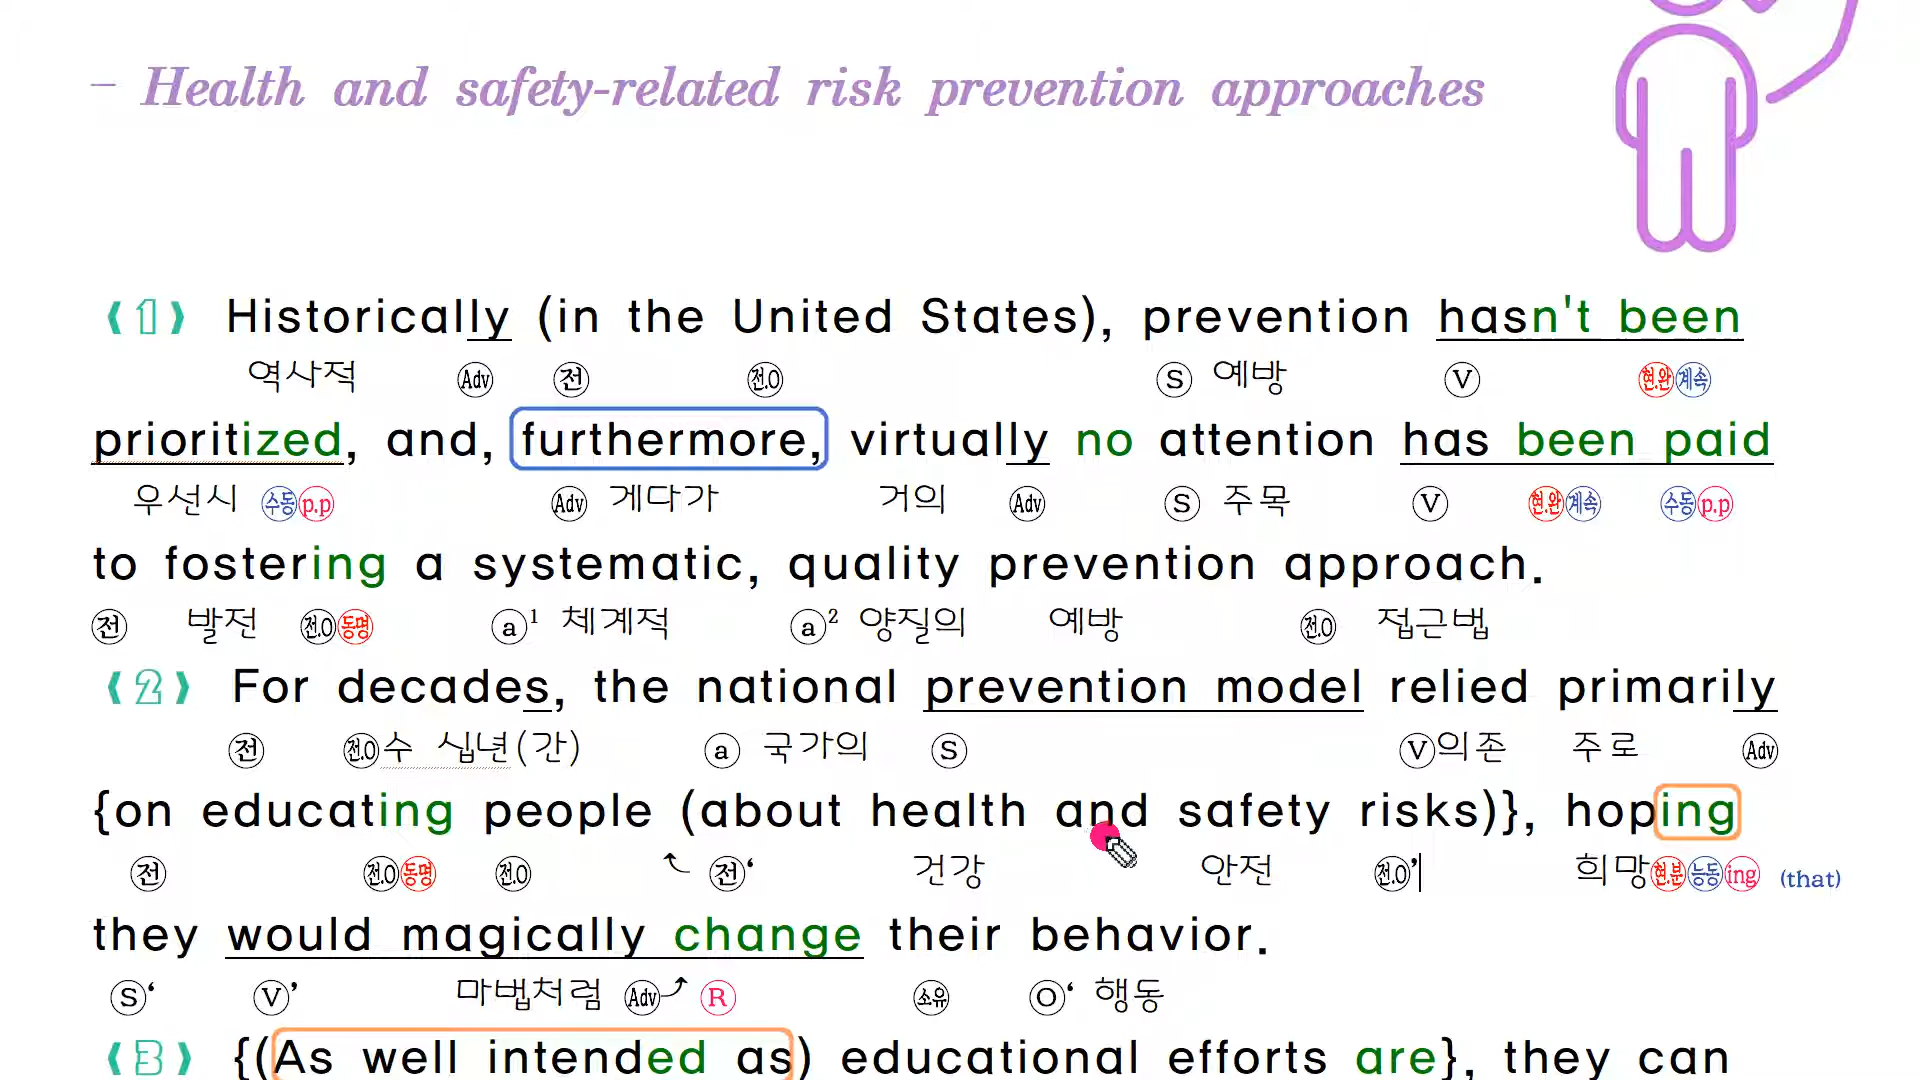 - Health and safety-related risk prevention approaches
❪1❫ Historically (in the United States), prevention hasn't been
역사적 Adv 전 전.O S 예방 V 현.완 계속
prioritized, and, furthermore, virtually no attention has been paid
우선시 수동 p.p Adv 게다가 거의 Adv S 주목 V 현.완 계속 수동 p.p
to fostering a systematic, quality prevention approach.
전 발전 전.O 동명 a¹ 체계적 a² 양질의 예방 전.O 접근법
❪2❫ For decades, the national prevention model relied primarily
전 전.O 수 십년(간) a 국가의 S V 의존 주로 Adv
{on educating people (about health and safety risks)}, hoping
전 전.O 동명 전.O 전‘ 건강 안전 전.O’ 희망 현분 능동 ing (that)
they would magically change their behavior.
S‘ V’ 마법처럼 Adv R 소유 O‘ 행동
❪3❫ {(As well intended as) educational efforts are}, they can